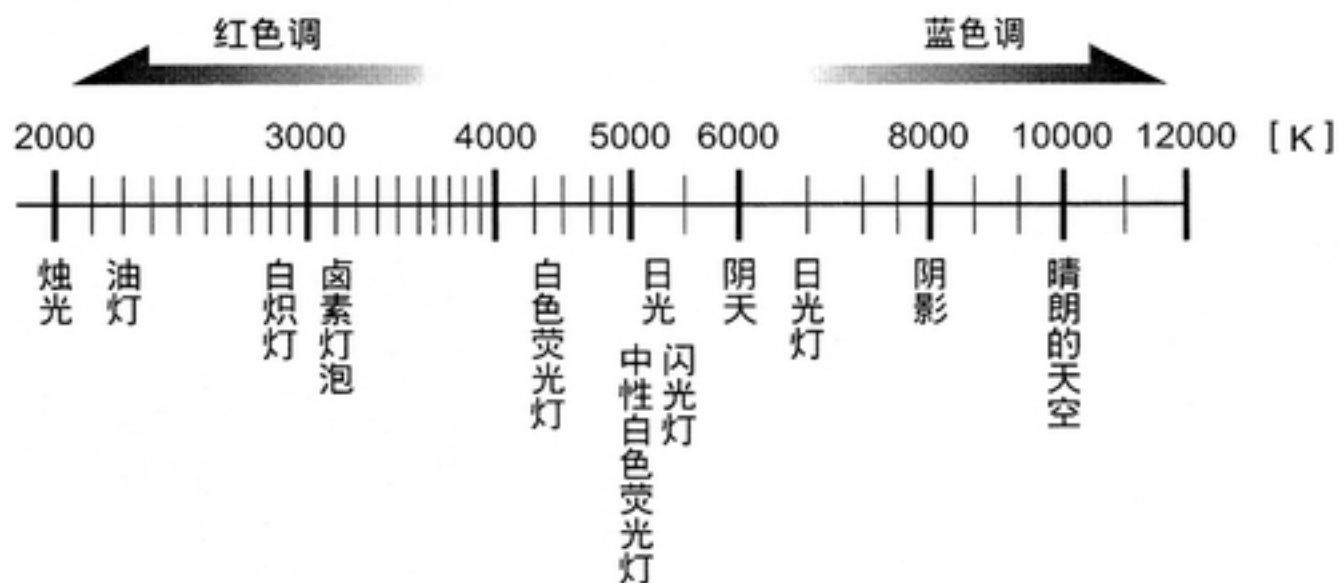 红色调
蓝色调
2000 3000 4000 5000 6000 8000 10000 12000 [K]
烛光
油灯
白炽灯
卤素灯泡
白色荧光灯
中性白色荧光灯
日光
闪光灯
阴天
日光灯
阴影
晴朗的天空